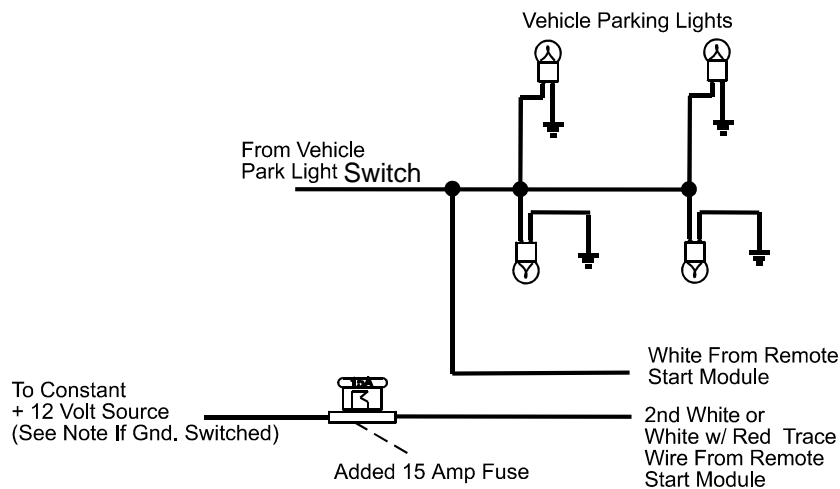 Vehicle Parking Lights
From Vehicle
Park Light Switch
White From Remote
Start Module
15A
To Constant
+ 12 Volt Source
(See Note If Gnd. Switched)
2nd White or
White w/ Red Trace
Wire From Remote
Start Module
Added 15 Amp Fuse